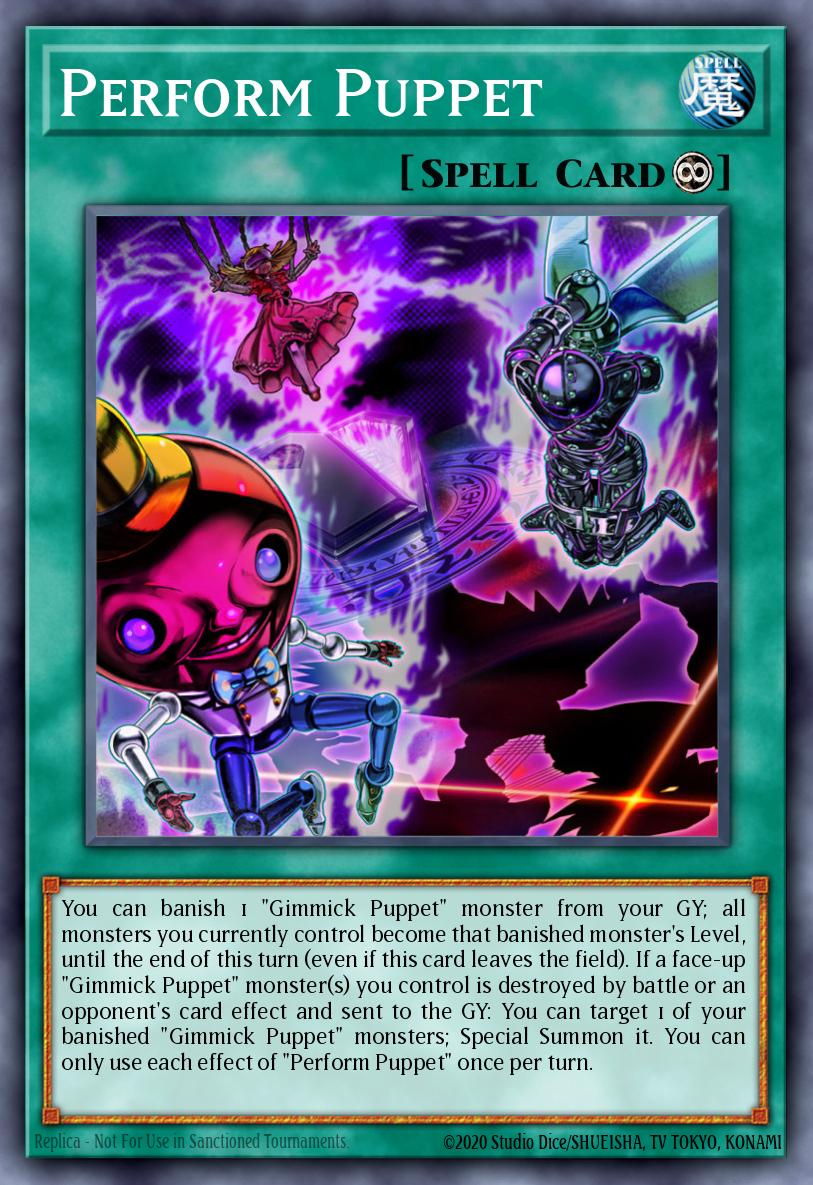 Perform Puppet
SPELL
魔
[Spell Card]
You can banish 1 "Gimmick Puppet" monster from your GY; all
monsters you currently control become that banished monster's Level,
until the end of this turn (even if this card leaves the field). If a face-up
"Gimmick Puppet" monster(s) you control is destroyed by battle or an
opponent's card effect and sent to the GY: You can target 1 of your
banished "Gimmick Puppet" monsters; Special Summon it. You can
only use each effect of "Perform Puppet" once per turn.
Replica - Not For Use in Sanctioned Tournaments.
©2020 Studio Dice/SHUEISHA, TV TOKYO, KONAMI